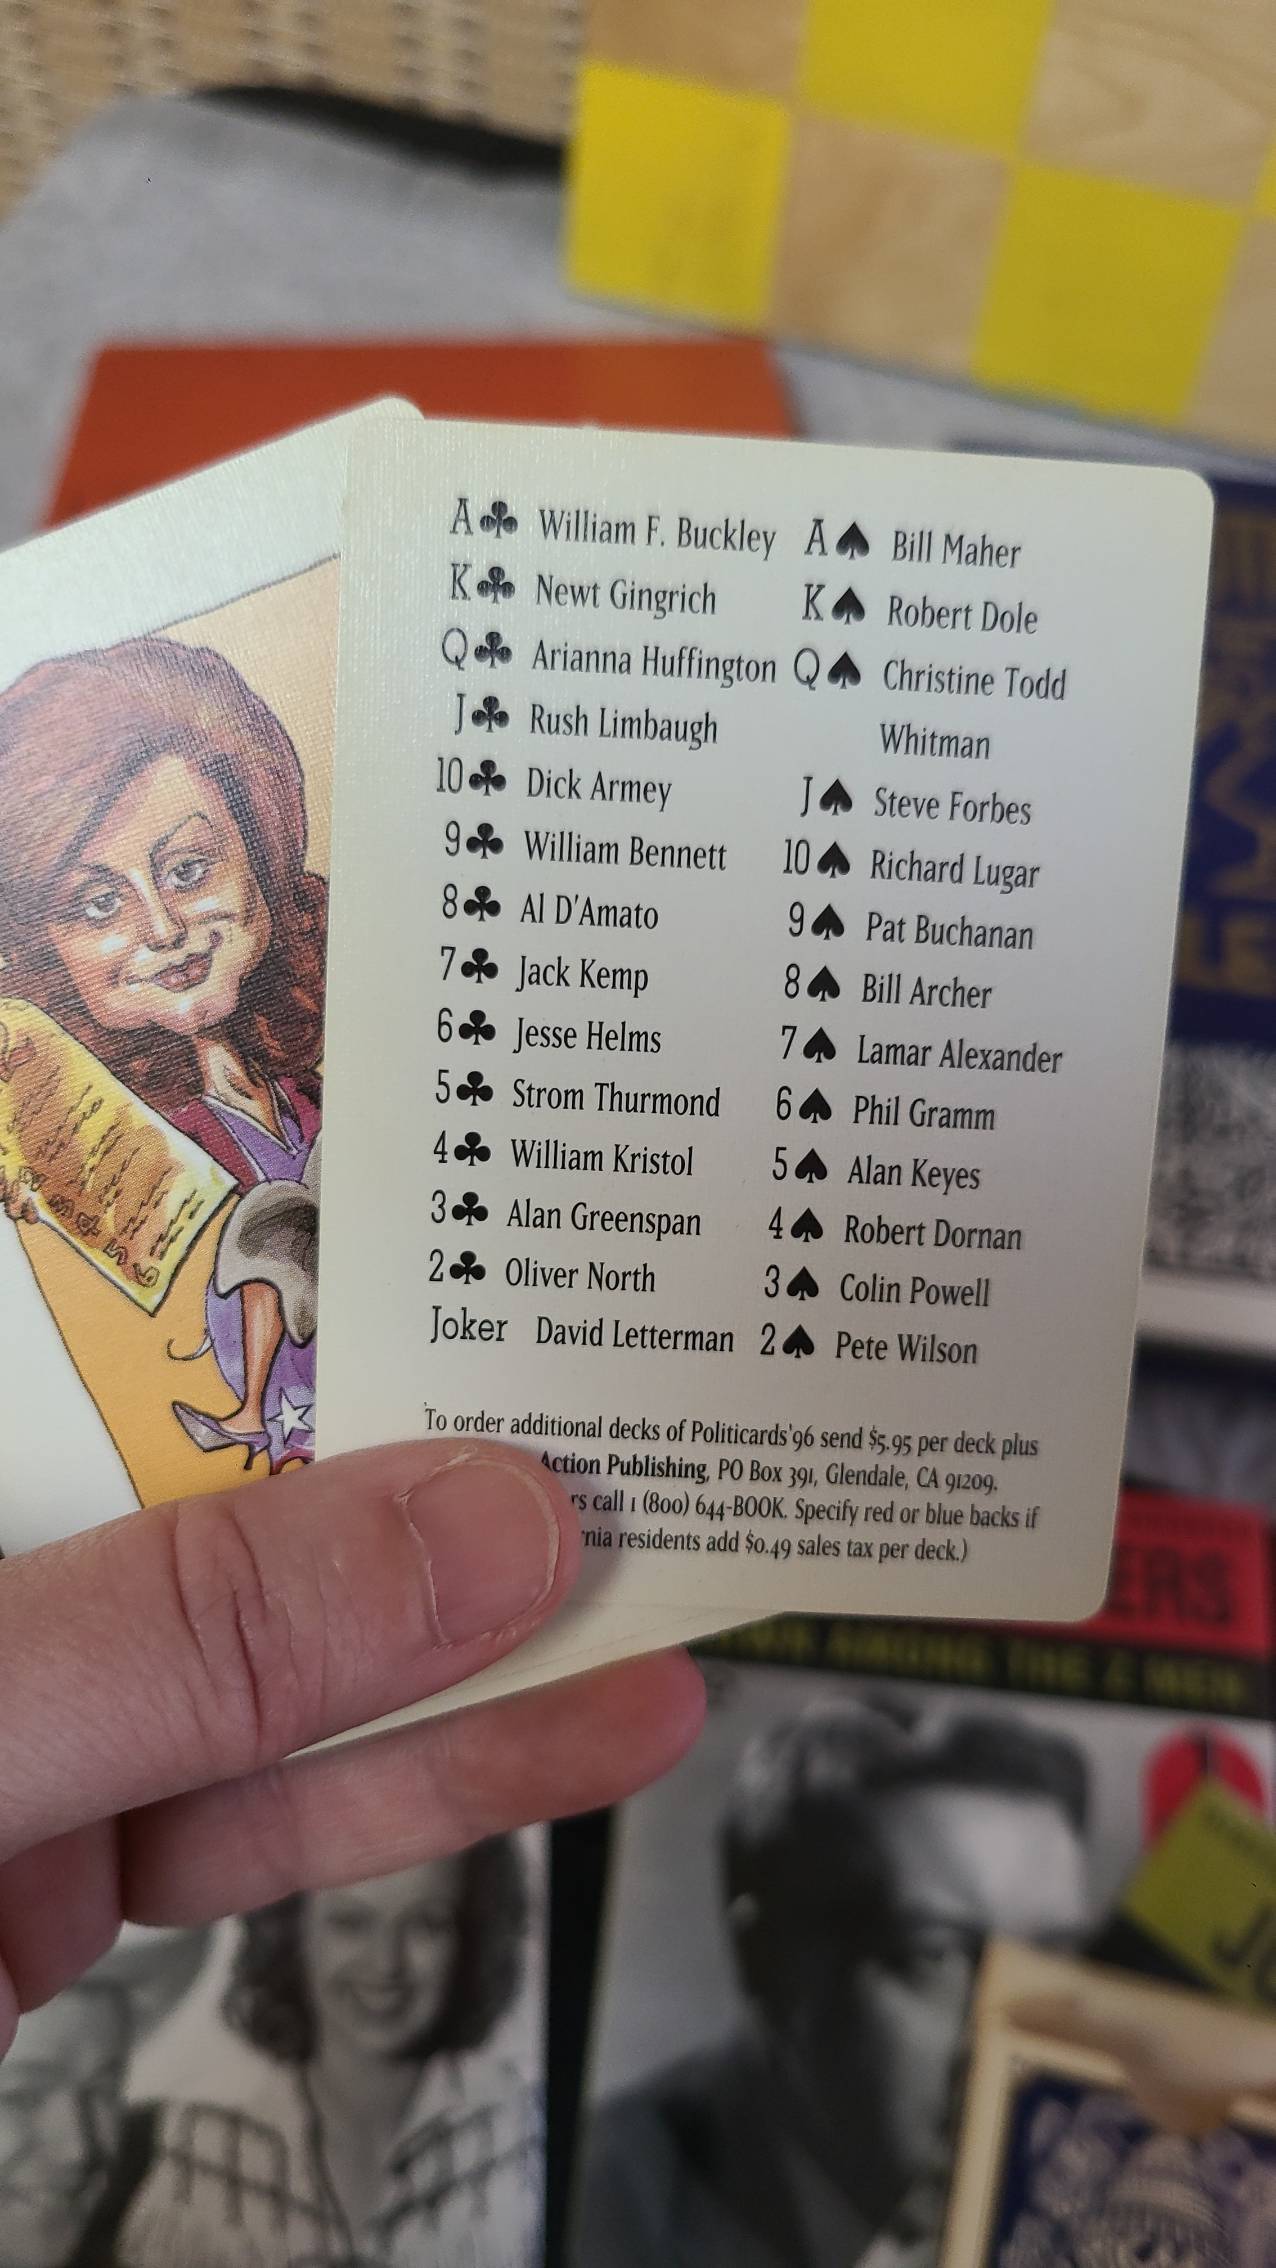 A♣ William F. Buckley
K♣ Newt Gingrich
Q♣ Arianna Huffington
J♣ Rush Limbaugh
10♣ Dick Armey
9♣ William Bennett
8♣ Al D'Amato
7♣ Jack Kemp
6♣ Jesse Helms
5♣ Strom Thurmond
4♣ William Kristol
3♣ Alan Greenspan
2♣ Oliver North
Joker David Letterman
A♠ Bill Maher
K♠ Robert Dole
Q♠ Christine Todd
Whitman
J♠ Steve Forbes
10♠ Richard Lugar
9♠ Pat Buchanan
8♠ Bill Archer
7♠ Lamar Alexander
6♠ Phil Gramm
5♠ Alan Keyes
4♠ Robert Dornan
3♠ Colin Powell
2♠ Pete Wilson
To order additional decks of Politicards'96 send $5.95 per deck plus
Action Publishing, PO Box 391, Glendale, CA 91209.
rs call 1 (800) 644-BOOK. Specify red or blue backs if
rnia residents add $0.49 sales tax per deck.)
ERS
AMONG THE Z MEN